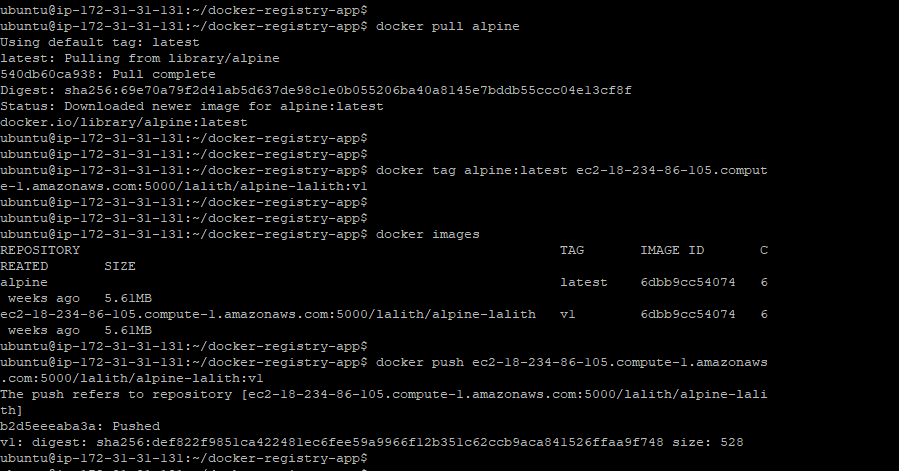 ubuntu@ip-172-31-31-131:~/docker-registry-app$
ubuntu@ip-172-31-31-131:~/docker-registry-app$ docker pull alpine
Using default tag: latest
latest: Pulling from library/alpine
540db60ca938: Pull complete
Digest: sha256:69e70a79f2d41ab5d637de98c1e0b055206ba40a8145e7bddb55ccc04e13cf8f
Status: Downloaded newer image for alpine:latest
docker.io/library/alpine:latest
ubuntu@ip-172-31-31-131:~/docker-registry-app$
ubuntu@ip-172-31-31-131:~/docker-registry-app$
ubuntu@ip-172-31-31-131:~/docker-registry-app$ docker tag alpine:latest ec2-18-234-86-105.comput
e-1.amazonaws.com:5000/lalith/alpine-lalith:v1
ubuntu@ip-172-31-31-131:~/docker-registry-app$
ubuntu@ip-172-31-31-131:~/docker-registry-app$
ubuntu@ip-172-31-31-131:~/docker-registry-app$ docker images
REPOSITORY TAG IMAGE ID C
REATED SIZE
alpine latest 6dbb9cc54074 6
weeks ago 5.61MB
ec2-18-234-86-105.compute-1.amazonaws.com:5000/lalith/alpine-lalith v1 6dbb9cc54074 6
weeks ago 5.61MB
ubuntu@ip-172-31-31-131:~/docker-registry-app$
ubuntu@ip-172-31-31-131:~/docker-registry-app$ docker push ec2-18-234-86-105.compute-1.amazonaws
.com:5000/lalith/alpine-lalith:v1
The push refers to repository [ec2-18-234-86-105.compute-1.amazonaws.com:5000/lalith/alpine-lali
th]
b2d5eeeaba3a: Pushed
v1: digest: sha256:def822f9851ca422481ec6fee59a9966f12b351c62ccb9aca841526ffaa9f748 size: 528
ubuntu@ip-172-31-31-131:~/docker-registry-app$